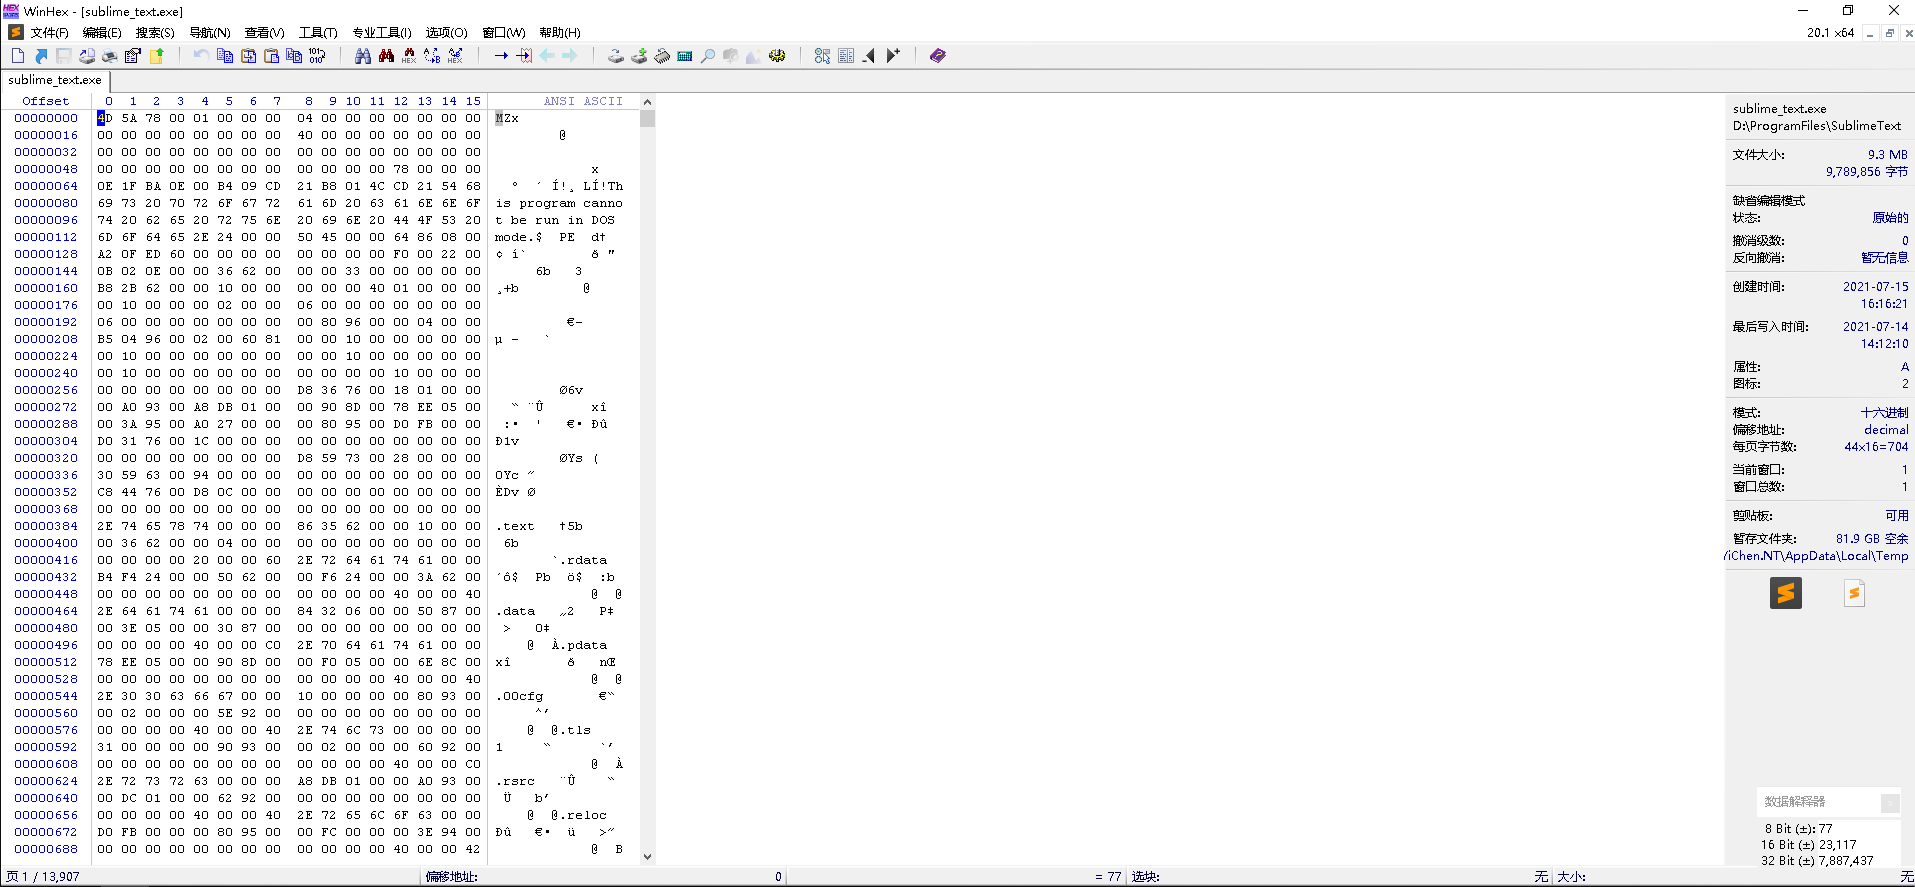 WinHex - [sublime_text.exe]
文件(F) 编辑(E) 搜索(S) 导航(N) 查看(V) 工具(T) 专业工具(I) 选项(O) 窗口(W) 帮助(H)
20.1 x64
sublime_text.exe
Offset 0 1 2 3 4 5 6 7 8 9 10 11 12 13 14 15 ANSI ASCII
00000000 4D 5A 78 00 01 00 00 00 04 00 00 00 00 00 00 00 MZx
00000016 00 00 00 00 00 00 00 00 40 00 00 00 00 00 00 00 @
00000032 00 00 00 00 00 00 00 00 00 00 00 00 00 00 00 00
00000048 00 00 00 00 00 00 00 00 00 00 00 00 78 00 00 00 x
00000064 0E 1F BA 0E 00 B4 09 CD 21 B8 01 4C CD 21 54 68 º ´ Í!¸ LÍ!Th
00000080 69 73 20 70 72 6F 67 72 61 6D 20 63 61 6E 6E 6F is program canno
00000096 74 20 62 65 20 72 75 6E 20 69 6E 20 44 4F 53 20 t be run in DOS
00000112 6D 6F 64 65 2E 24 00 00 50 45 00 00 64 86 08 00 mode.$ PE d†
00000128 A2 0F ED 60 00 00 00 00 00 00 00 00 F0 00 22 00 ¢ í` ð "
00000144 0B 02 0E 00 00 36 62 00 00 00 33 00 00 00 00 00 6b 3
00000160 B8 2B 62 00 00 10 00 00 00 00 00 40 01 00 00 00 ¸+b @
00000176 00 10 00 00 00 02 00 00 06 00 00 00 00 00 00 00
00000192 06 00 00 00 00 00 00 00 00 80 96 00 00 04 00 00 €–
00000208 B5 04 96 00 02 00 60 81 00 00 10 00 00 00 00 00 µ – `
00000224 00 10 00 00 00 00 00 00 00 00 10 00 00 00 00 00
00000240 00 10 00 00 00 00 00 00 00 00 00 00 10 00 00 00
00000256 00 00 00 00 00 00 00 00 D8 36 76 00 18 01 00 00 Ø6v
00000272 00 A0 93 00 A8 DB 01 00 00 90 8D 00 78 EE 05 00 “ ¨Û xî
00000288 00 3A 95 00 A0 27 00 00 00 80 95 00 D0 FB 00 00 :• ' €• Ðû
00000304 D0 31 76 00 1C 00 00 00 00 00 00 00 00 00 00 00 Ð1v
00000320 00 00 00 00 00 00 00 00 D8 59 73 00 28 00 00 00 ØYs (
00000336 30 59 63 00 94 00 00 00 00 00 00 00 00 00 00 00 0Yc ”
00000352 C8 44 76 00 D8 0C 00 00 00 00 00 00 00 00 00 00 ÈDv Ø
00000368 00 00 00 00 00 00 00 00 00 00 00 00 00 00 00 00
00000384 2E 74 65 78 74 00 00 00 86 35 62 00 00 10 00 00 .text †5b
00000400 00 36 62 00 00 04 00 00 00 00 00 00 00 00 00 00 6b
00000416 00 00 00 00 20 00 00 60 2E 72 64 61 74 61 00 00 `.rdata
00000432 B4 F4 24 00 00 50 62 00 00 F6 24 00 00 3A 62 00 ´ô$ Pb ö$ :b
00000448 00 00 00 00 00 00 00 00 00 00 00 00 40 00 00 40 @ @
00000464 2E 64 61 74 61 00 00 00 84 32 06 00 00 50 87 00 .data „2 P‡
00000480 00 3E 05 00 00 30 87 00 00 00 00 00 00 00 00 00 > 0‡
00000496 00 00 00 00 40 00 00 C0 2E 70 64 61 74 61 00 00 @ À.pdata
00000512 78 EE 05 00 00 90 8D 00 00 F0 05 00 00 6E 8C 00 xî ð nŒ
00000528 00 00 00 00 00 00 00 00 00 00 00 00 40 00 00 40 @ @
00000544 2E 30 30 63 66 67 00 00 10 00 00 00 00 80 93 00 .00cfg €“
00000560 00 02 00 00 00 5E 92 00 00 00 00 00 00 00 00 00 ^’
00000576 00 00 00 00 40 00 00 40 2E 74 6C 73 00 00 00 00 @ @.tls
00000592 31 00 00 00 00 90 93 00 00 02 00 00 00 60 92 00 1 “ `’
00000608 00 00 00 00 00 00 00 00 00 00 00 00 40 00 00 C0 @ À
00000624 2E 72 73 72 63 00 00 00 A8 DB 01 00 00 A0 93 00 .rsrc ¨Û “
00000640 00 DC 01 00 00 62 92 00 00 00 00 00 00 00 00 00 Ü b’
00000656 00 00 00 00 40 00 00 40 2E 72 65 6C 6F 63 00 00 @ @.reloc
00000672 D0 FB 00 00 00 80 95 00 00 FC 00 00 00 3E 94 00 Ðû €• ü >”
00000688 00 00 00 00 00 00 00 00 00 00 00 00 40 00 00 42 @ B
sublime_text.exe
D:\ProgramFiles\SublimeText
文件大小: 9.3 MB
9,789,856 字节
缺省编辑模式
状态: 原始的
撤消级数: 0
反向撤消: 暂无信息
创建时间: 2021-07-15
16:16:21
最后写入时间: 2021-07-14
14:12:10
属性: A
图标: 2
模式: 十六进制
偏移地址: decimal
每页字节数: 44x16=704
当前窗口: 1
窗口总数: 1
剪贴板: 可用
暂存文件夹: 81.9 GB 空余
YiChen.NT\AppData\Local\Temp
数据解释器
8 Bit (±): 77
16 Bit (±) 23,117
32 Bit (±) 7,887,437
页 1 / 13,907 偏移地址: 0 = 77 选块: 无 大小: 无